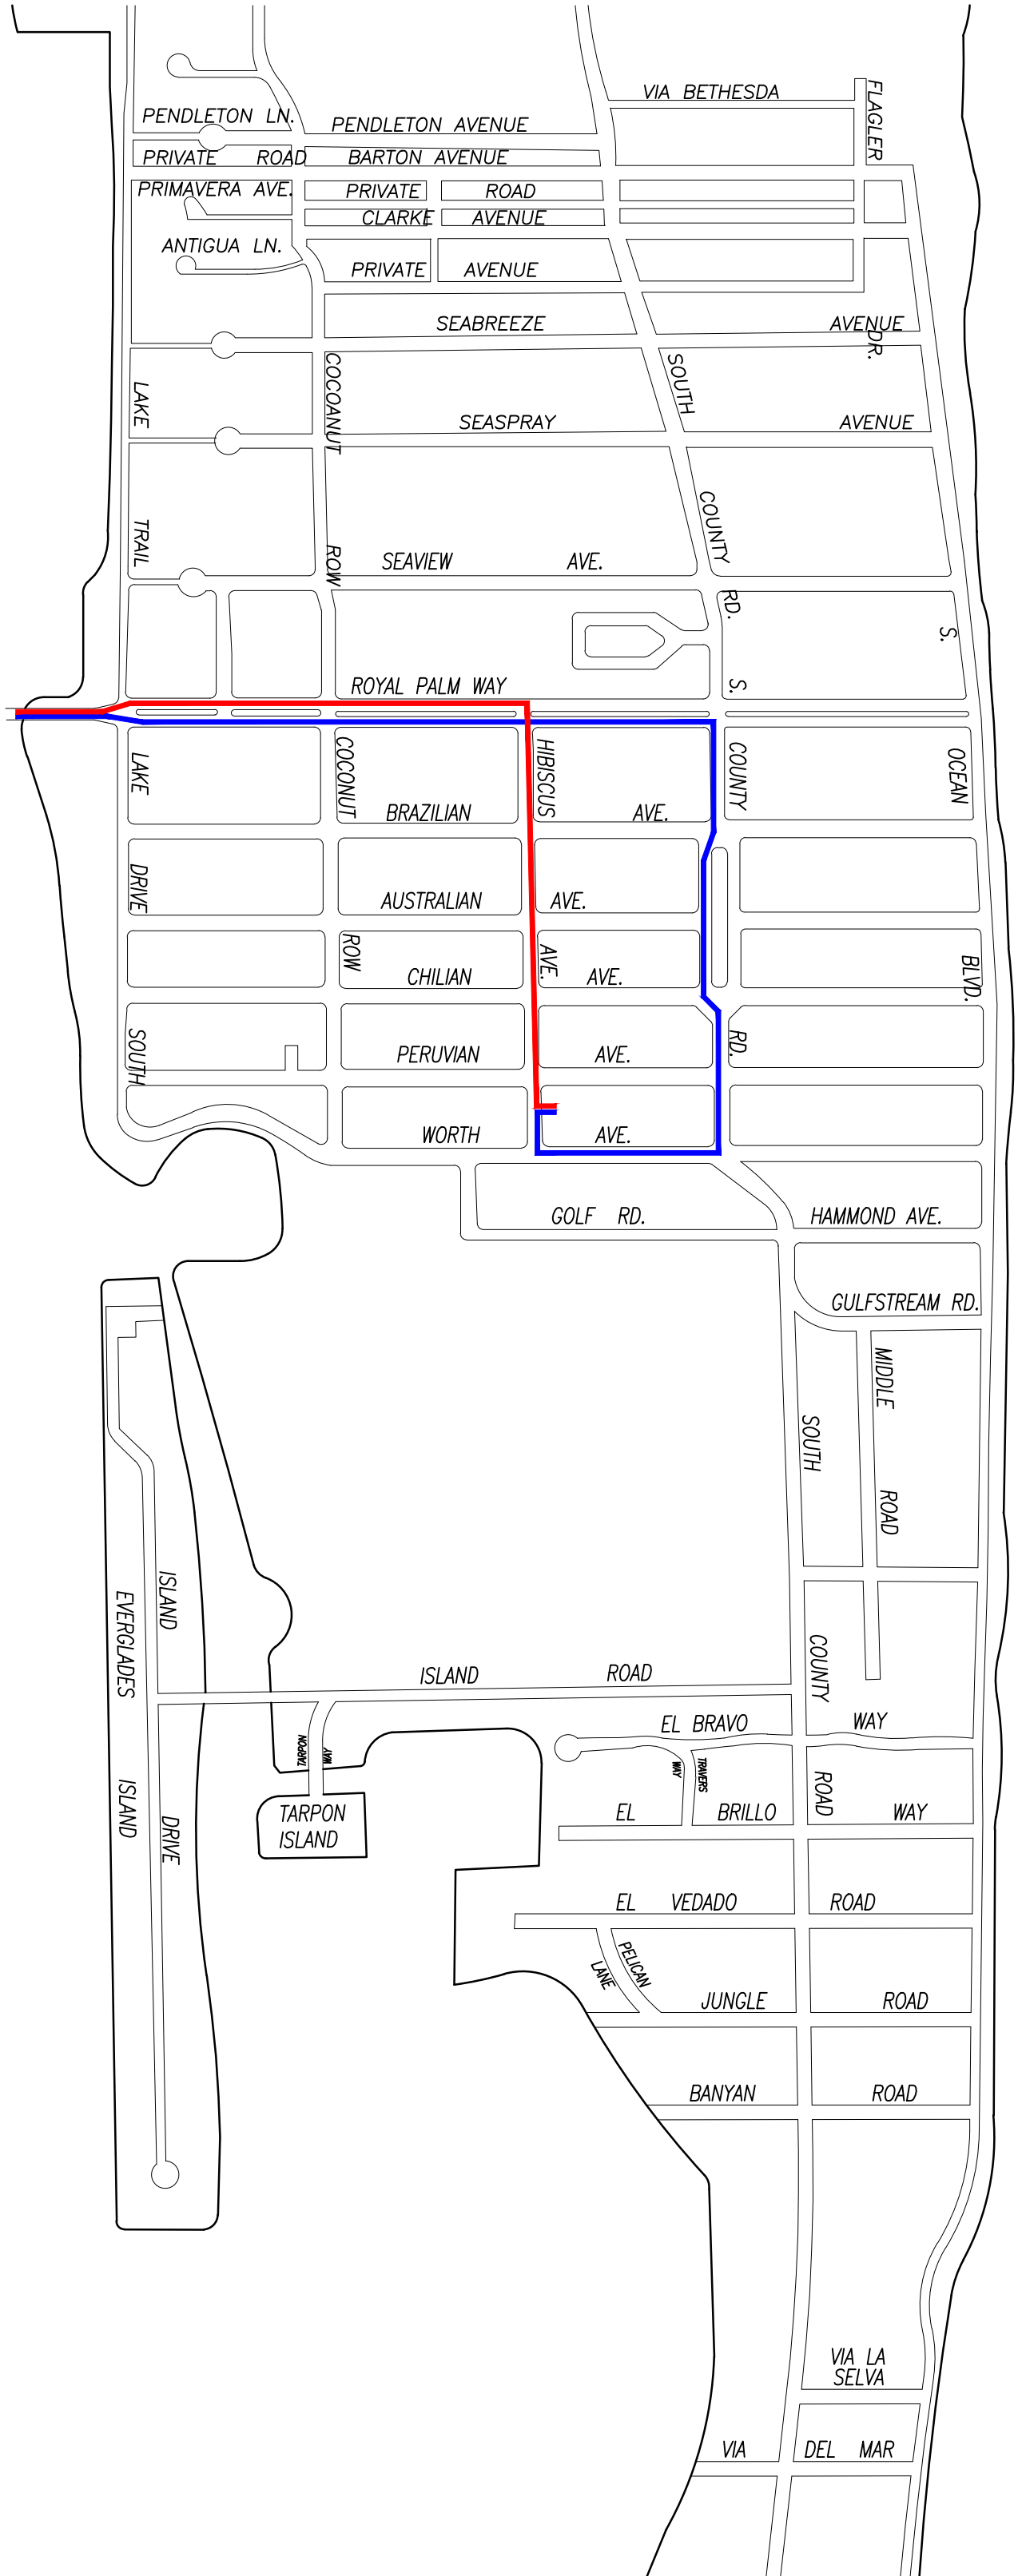 VIA BETHESDA
FLAGLER
PENDLETON LN.
PENDLETON AVENUE
PRIVATE ROAD
BARTON AVENUE
PRIMAVERA AVE.
PRIVATE ROAD
CLARKE AVENUE
ANTIGUA LN.
PRIVATE AVENUE
SEABREEZE AVENUE
DR.
LAKE
COCOANUT
SOUTH
SEASPRAY AVENUE
TRAIL
ROW
COUNTY
SEAVIEW AVE.
RD.
S.
S.
ROYAL PALM WAY
LAKE
COCONUT
HIBISCUS
COUNTY
OCEAN
BRAZILIAN AVE.
DRIVE
AUSTRALIAN AVE.
ROW
AVE.
BLVD.
CHILIAN AVE.
SOUTH
RD.
PERUVIAN AVE.
WORTH AVE.
GOLF RD.
HAMMOND AVE.
GULFSTREAM RD.
MIDDLE
SOUTH
ROAD
ISLAND
EVERGLADES
COUNTY
ISLAND ROAD
EL BRAVO WAY
TARPON
WAY
WAY
TRAVERS
ROAD
ISLAND
DRIVE
TARPON
ISLAND
EL BRILLO WAY
EL VEDADO ROAD
PELICAN
LANE
JUNGLE ROAD
BANYAN ROAD
VIA LA
SELVA
VIA DEL MAR